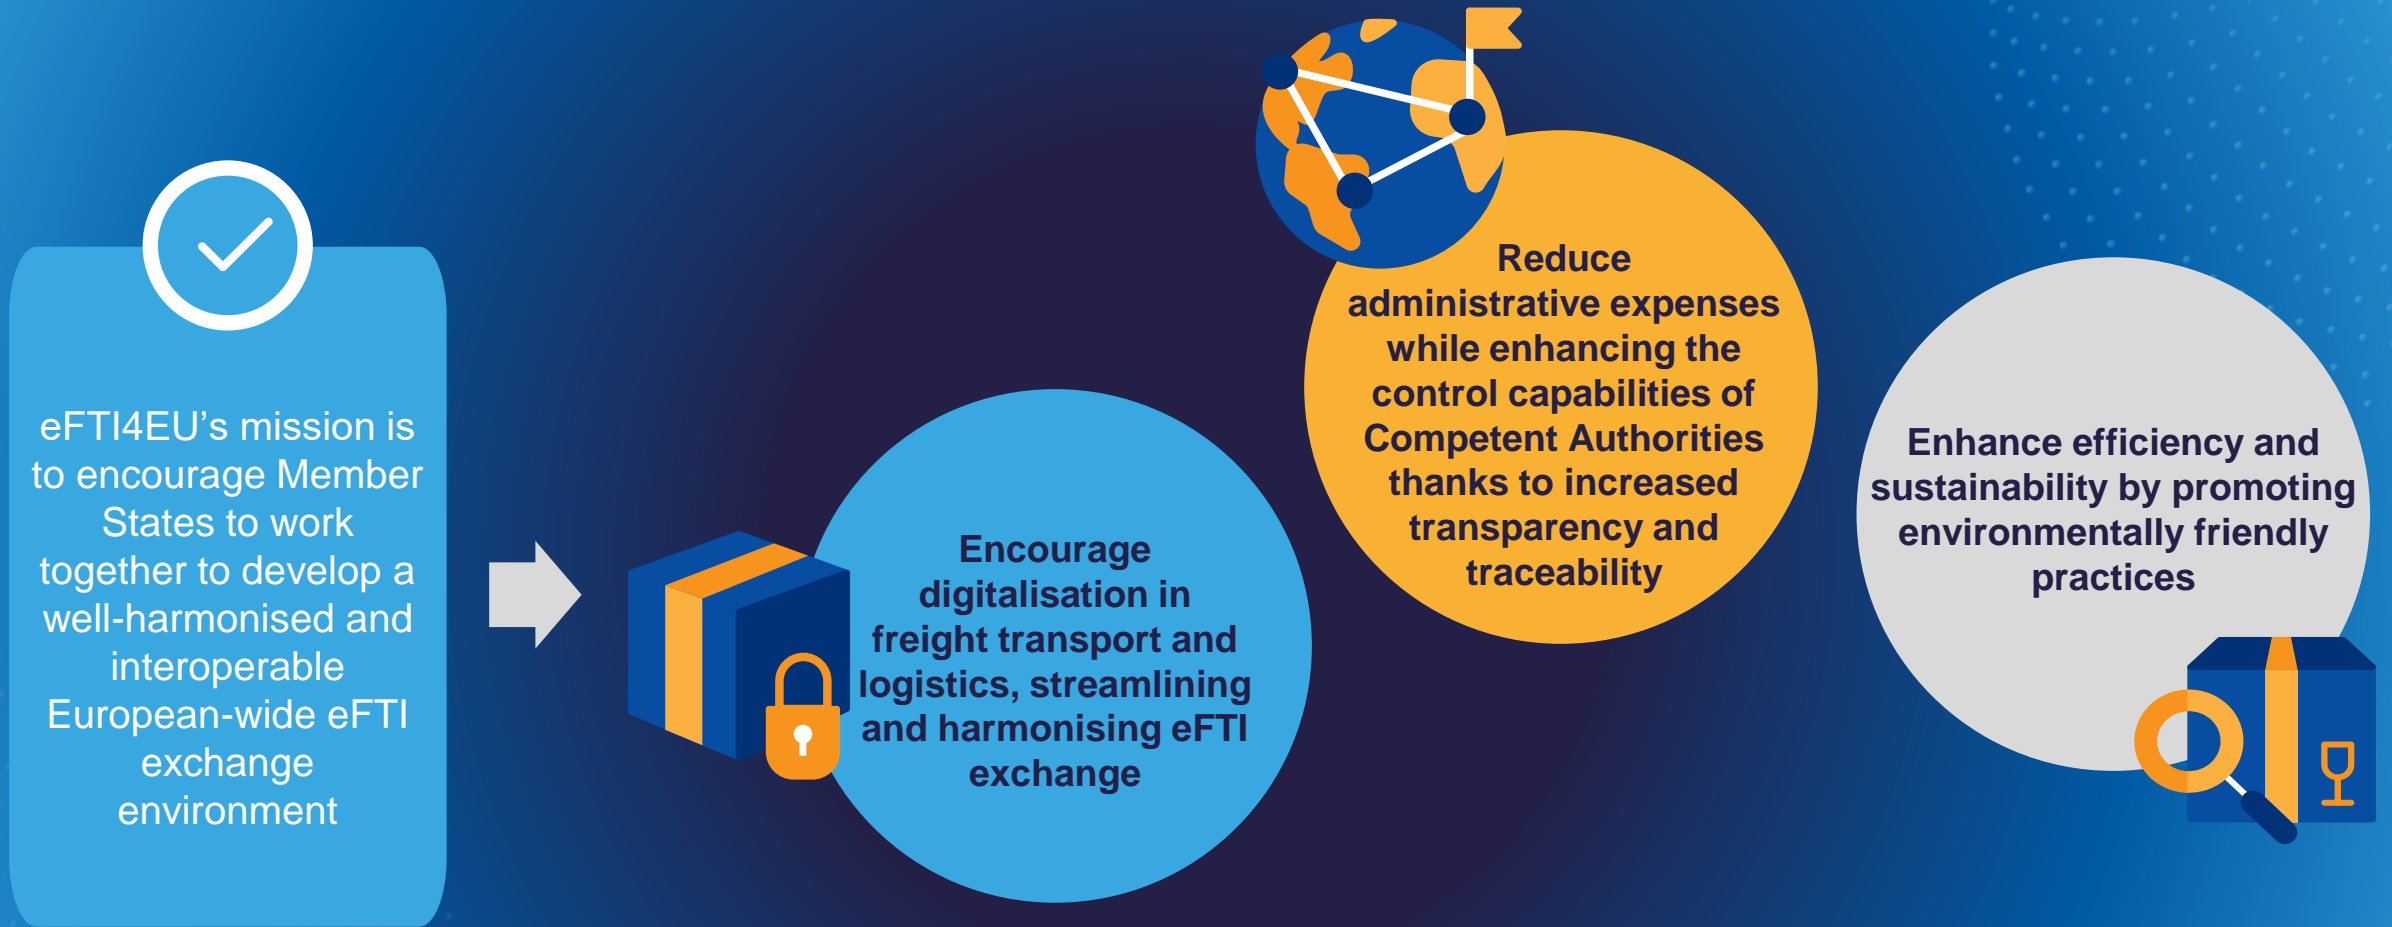 eFTI4EU’s mission is
to encourage Member
States to work
together to develop a
well-harmonised and
interoperable
European-wide eFTI
exchange
environment
Encourage
digitalisation in
freight transport and
logistics, streamlining
and harmonising eFTI
exchange
Reduce
administrative expenses
while enhancing the
control capabilities of
Competent Authorities
thanks to increased
transparency and
traceability
Enhance efficiency and
sustainability by promoting
environmentally friendly
practices